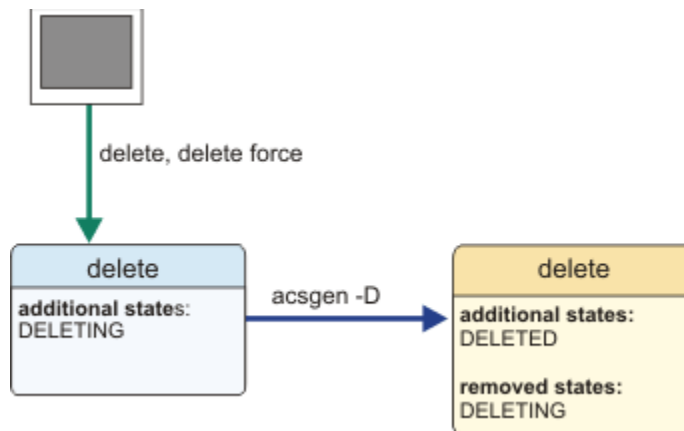 delete, delete force
delete
additional states:
DELETING
acsgen -D
delete
additional states:
DELETED
removed states:
DELETING